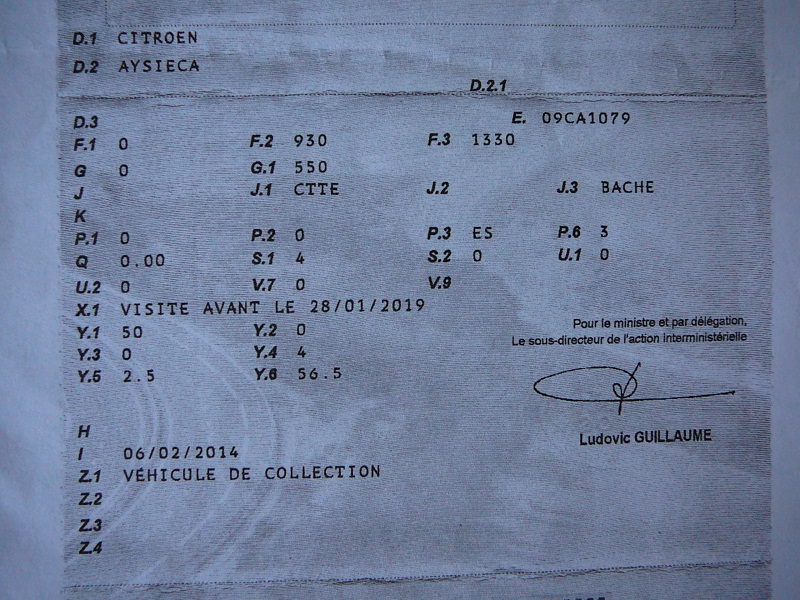 D.1 CITROEN
D.2 AYSIECA
D.2.1
D.3 E. 09CA1079
F.1 0 F.2 930 F.3 1330
G 0 G.1 550
J J.1 CTTE J.2 J.3 BACHE
K
P.1 0 P.2 0 P.3 ES P.6 3
Q 0.00 S.1 4 S.2 0 U.1 0
U.2 0 V.7 0 V.9
X.1 VISITE AVANT LE 28/01/2019
Y.1 50 Y.2 0
Y.3 0 Y.4 4
Y.5 2.5 Y.6 56.5
Pour le ministre et par délégation,
Le sous-directeur de l'action interministérielle
Ludovic GUILLAUME
H
I 06/02/2014
Z.1 VÉHICULE DE COLLECTION
Z.2
Z.3
Z.4